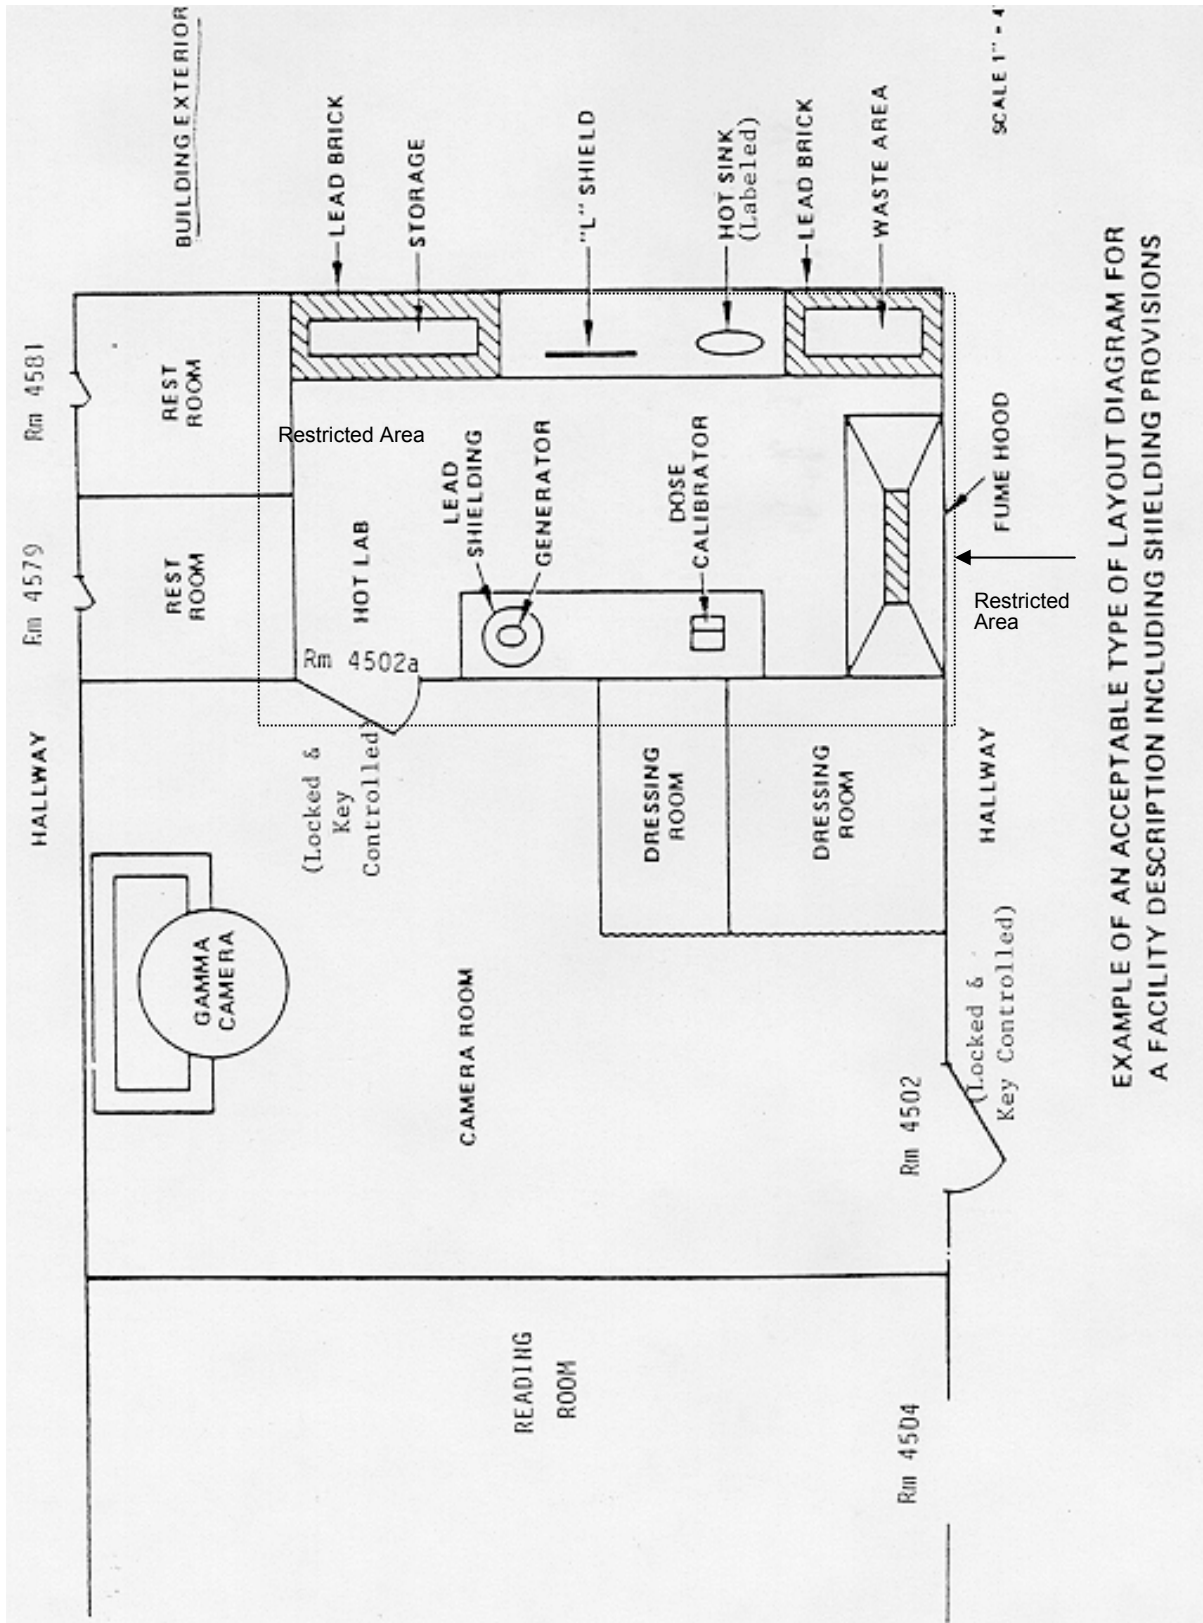 BUILDING EXTERIOR
LEAD BRICK
STORAGE
"L" SHIELD
HOT SINK
(Labeled)
LEAD BRICK
WASTE AREA
SCALE 1" = 4'
Rm 4581
REST
ROOM
Restricted Area
Rm 4579
REST
ROOM
HOT LAB
LEAD
SHIELDING
GENERATOR
DOSE
CALIBRATOR
FUME HOOD
Restricted
Area
Rm 4502a
HALLWAY
(Locked &
Key
Controlled)
DRESSING
ROOM
DRESSING
ROOM
HALLWAY
GAMMA
CAMERA
CAMERA ROOM
Rm 4502
(Locked &
Key Controlled)
READING
ROOM
Rm 4504
EXAMPLE OF AN ACCEPTABLE TYPE OF LAYOUT DIAGRAM FOR
A FACILITY DESCRIPTION INCLUDING SHIELDING PROVISIONS